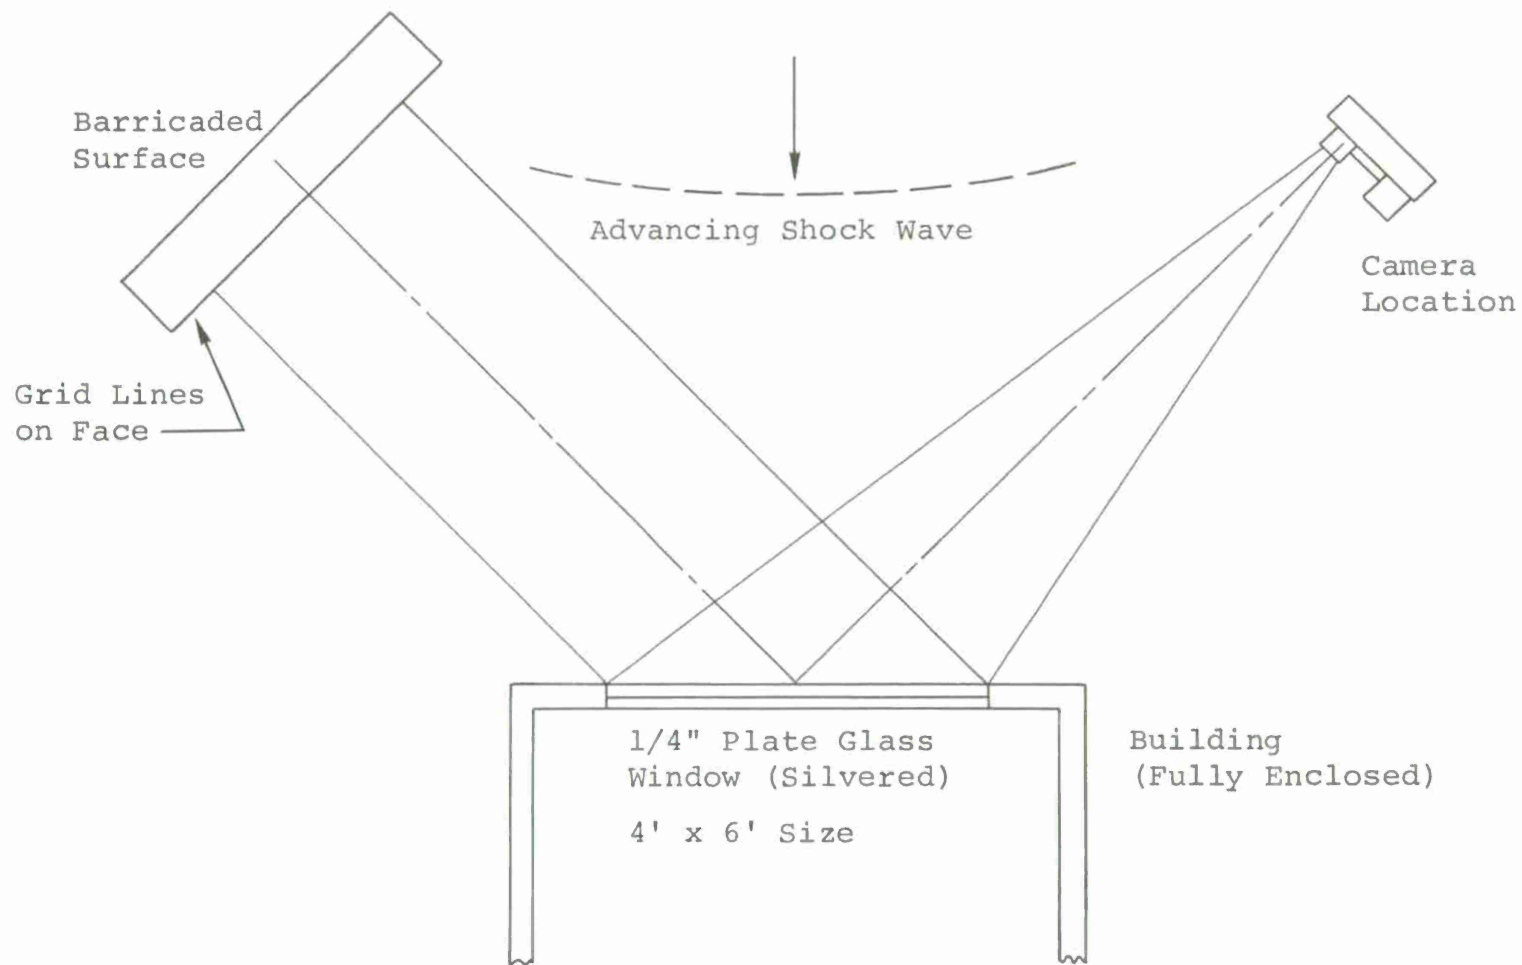 Barricaded
Surface
Advancing Shock Wave
Camera
Location
Grid Lines
on Face
1/4" Plate Glass
Window (Silvered)
4' x 6' Size
Building
(Fully Enclosed)